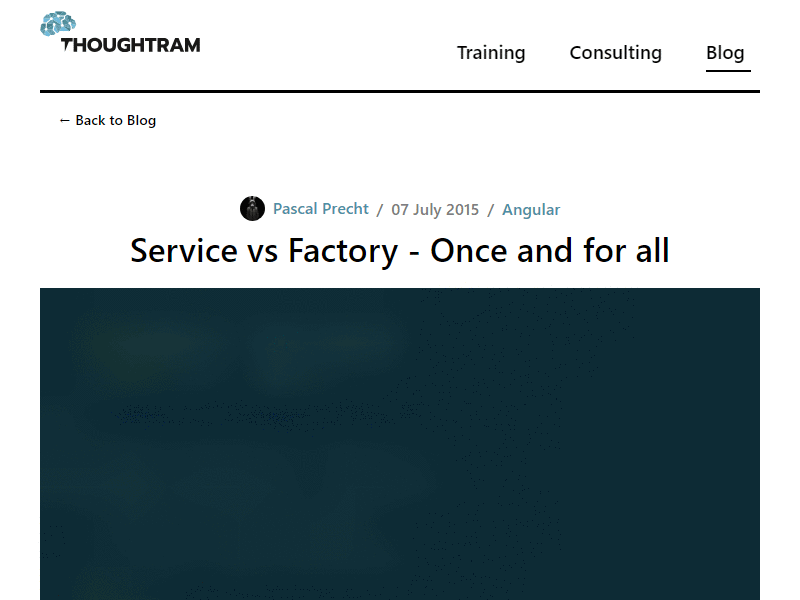 THOUGHTRAM
Training Consulting Blog
← Back to Blog
Pascal Precht / 07 July 2015 / Angular
Service vs Factory - Once and for all